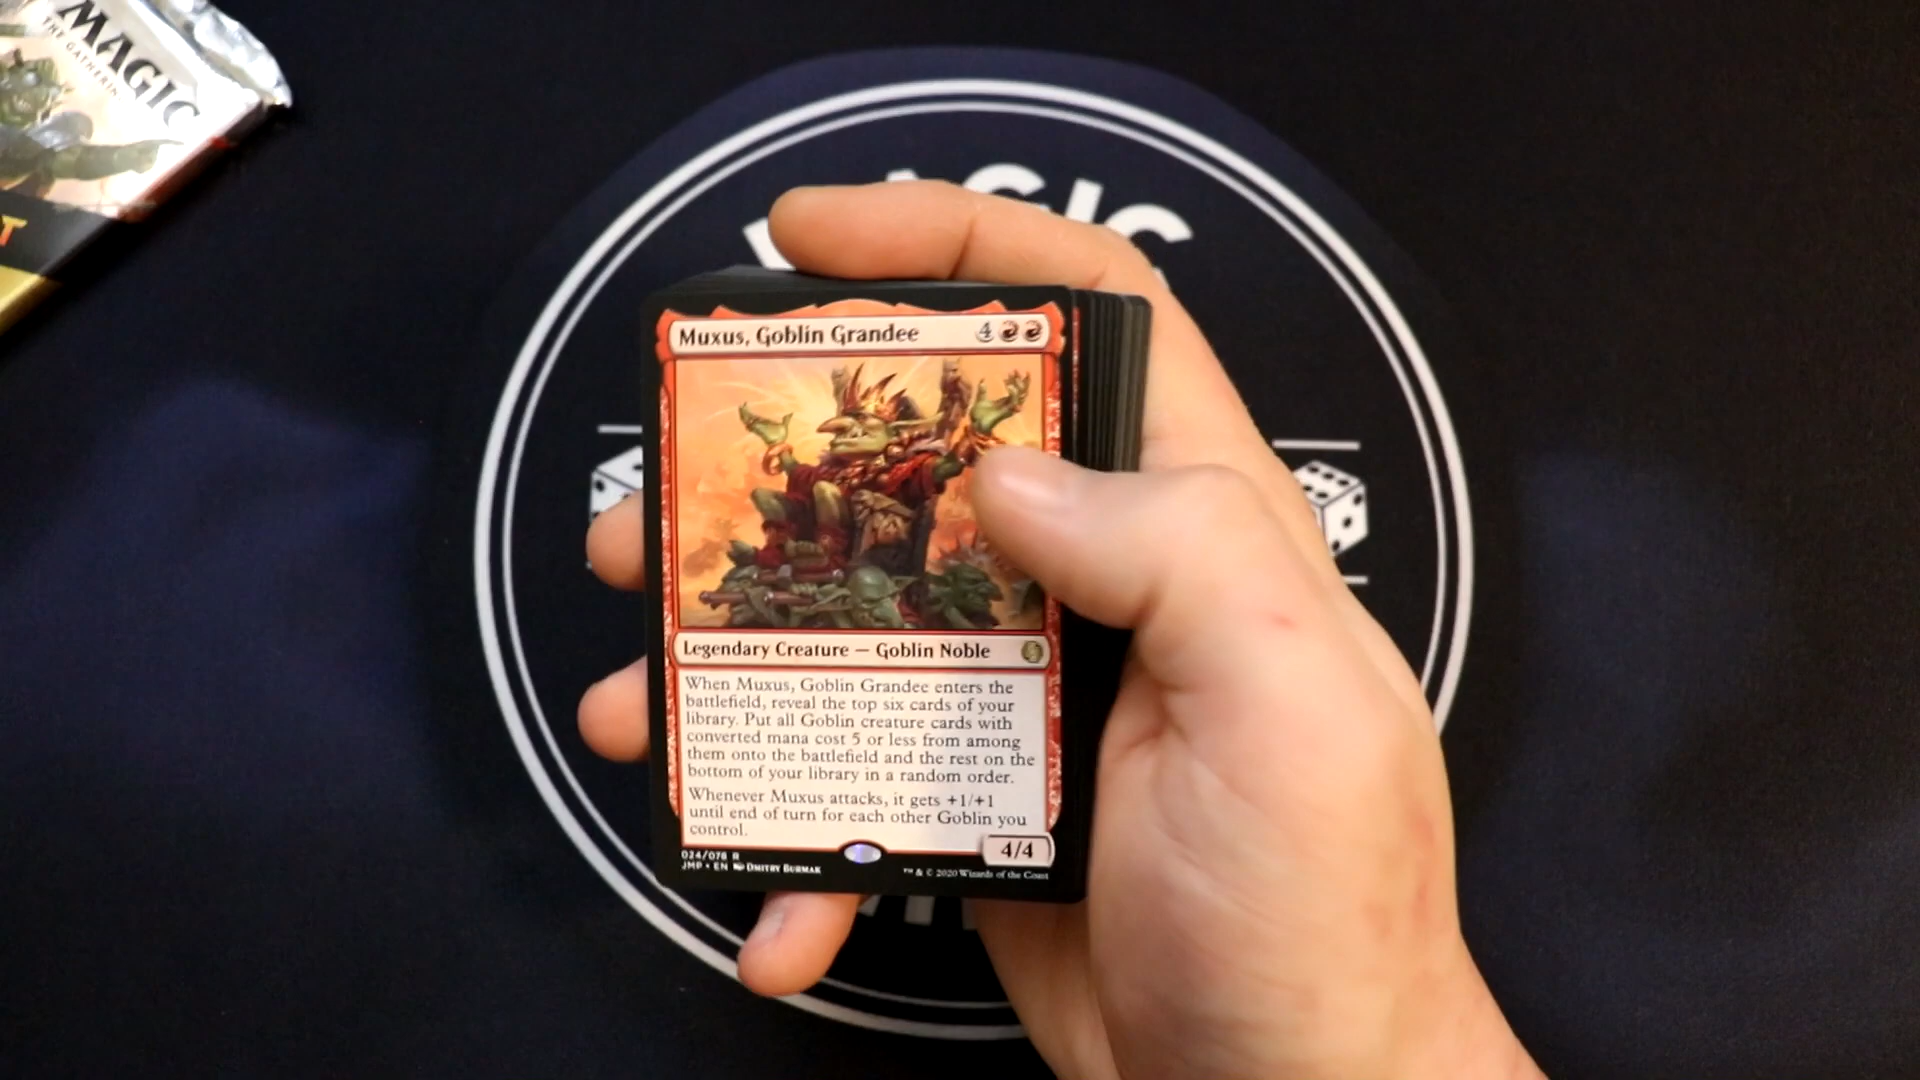 MAGIC
THE GATHERING
T
MAGIC
Muxus, Goblin Grandee 4
Legendary Creature — Goblin Noble
When Muxus, Goblin Grandee enters the
battlefield, reveal the top six cards of your
library. Put all Goblin creature cards with
converted mana cost 5 or less from among
them onto the battlefield and the rest on the
bottom of your library in a random order.
Whenever Muxus attacks, it gets +1/+1
until end of turn for each other Goblin you
control.
4/4
024/078 R
JMP • EN Dmitry Burmak
™ & © 2020 Wizards of the Coast